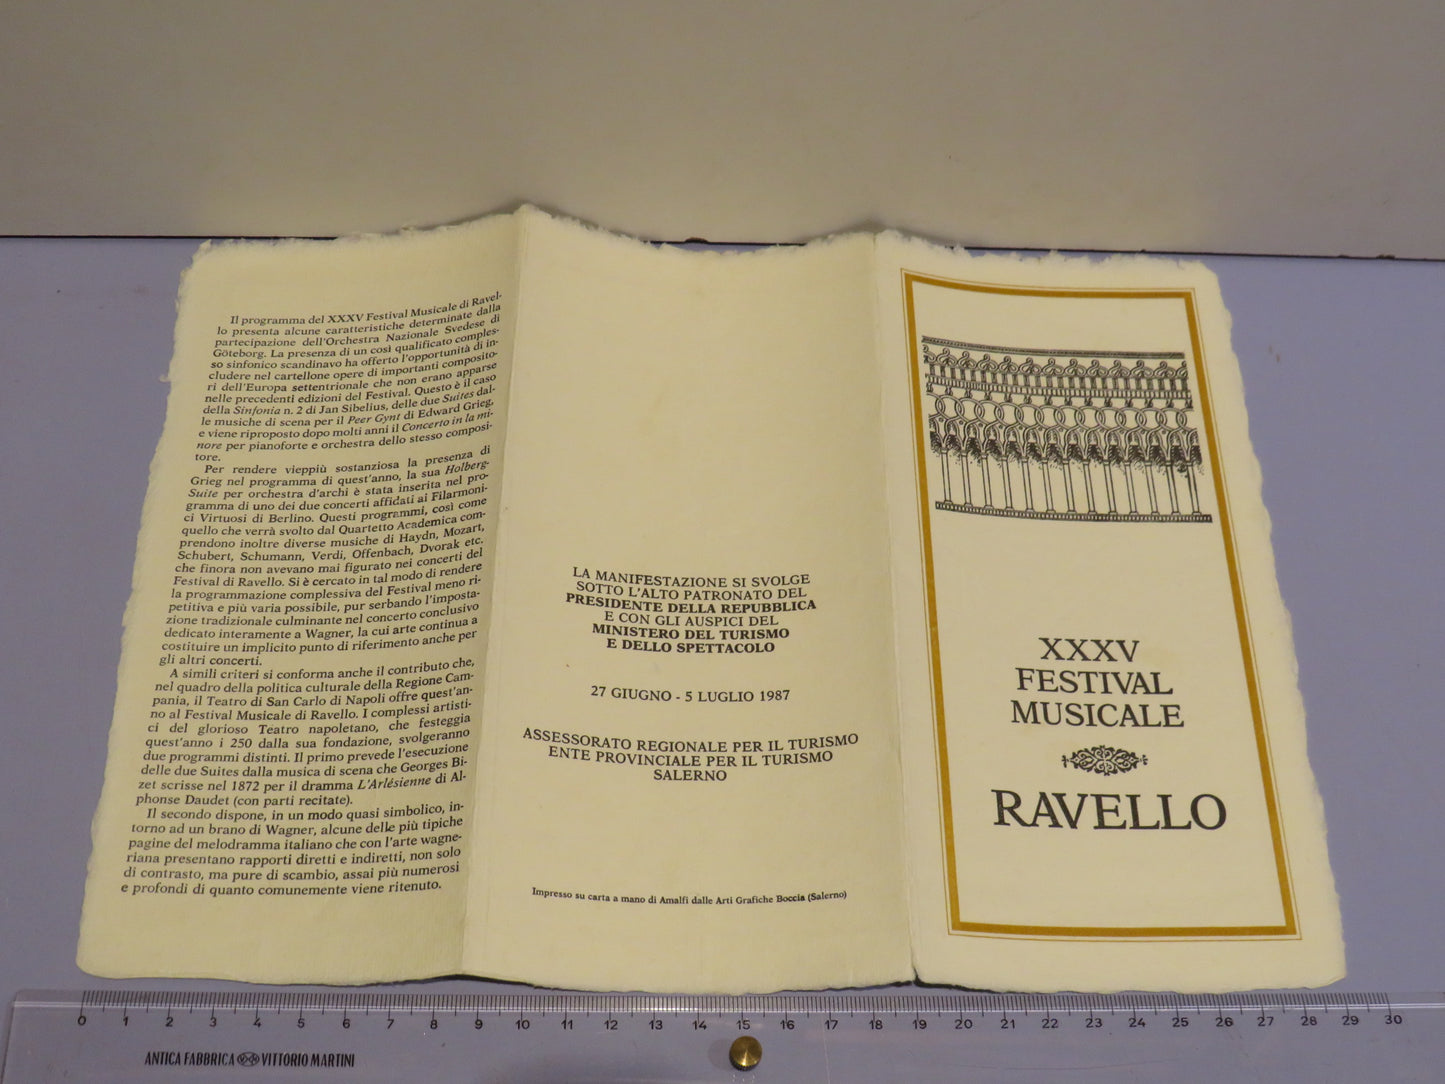 Il programma del XXXV Festival Musicale di Ravel-
lo presenta alcune caratteristiche determinate dalla
partecipazione dell'Orchestra Nazionale Svedese di
Göteborg. La presenza di un così qualificato comples-
so sinfonico scandinavo ha offerto l'opportunità di in-
cludere nel cartellone opere di importanti composito-
ri dell'Europa settentrionale che non erano apparse
nelle precedenti edizioni del Festival. Questo è il caso
della Sinfonia n. 2 di Jan Sibelius, delle due Suites dal-
le musiche di scena per il Peer Gynt di Edward Grieg,
e viene riproposto dopo molti anni il Concerto in la mi-
nore per pianoforte e orchestra dello stesso composi-
tore.
Per rendere vieppiù sostanziosa la presenza di
Grieg nel programma di quest'anno, la sua Holberg-
Suite per orchestra d'archi è stata inserita nel pro-
gramma di uno dei due concerti affidati ai Filarmoni-
ci Virtuosi di Berlino. Questi programmi, così come
quello che verrà svolto dal Quartetto Academica com-
prendono inoltre diverse musiche di Haydn, Mozart,
Schubert, Schumann, Verdi, Offenbach, Dvorak etc.
che finora non avevano mai figurato nei concerti del
Festival di Ravello. Si è cercato in tal modo di rendere
la programmazione complessiva del Festival meno ri-
petitiva e più varia possibile, pur serbando l'imposta-
zione tradizionale culminante nel concerto conclusivo
dedicato interamente a Wagner, la cui arte continua a
costituire un implicito punto di riferimento anche per
gli altri concerti.
A simili criteri si conforma anche il contributo che,
nel quadro della politica culturale della Regione Cam-
pania, il Teatro di San Carlo di Napoli offre quest'an-
no al Festival Musicale di Ravello. I complessi artisti-
ci del glorioso Teatro napoletano, che festeggia
quest'anno i 250 dalla sua fondazione, svolgeranno
due programmi distinti. Il primo prevede l'esecuzione
delle due Suites dalla musica di scena che Georges Bi-
zet scrisse nel 1872 per il dramma L'Arlésienne di Al-
phonse Daudet (con parti recitate).
Il secondo dispone, in un modo quasi simbolico, in-
torno ad un brano di Wagner, alcune delle più tipiche
pagine del melodramma italiano che con l'arte wagne-
riana presentano rapporti diretti e indiretti, non solo
di contrasto, ma pure di scambio, assai più numerosi
e profondi di quanto comunemente viene ritenuto.
LA MANIFESTAZIONE SI SVOLGE
SOTTO L'ALTO PATRONATO DEL
PRESIDENTE DELLA REPUBBLICA
E CON GLI AUSPICI DEL
MINISTERO DEL TURISMO
E DELLO SPETTACOLO
27 GIUGNO - 5 LUGLIO 1987
ASSESSORATO REGIONALE PER IL TURISMO
ENTE PROVINCIALE PER IL TURISMO
SALERNO
Impresso su carta a mano di Amalfi dalle Arti Grafiche Boccia (Salerno)
XXXV
FESTIVAL
MUSICALE
RAVELLO
0 1 2 3 4 5 6 7 8 9 10 11 12 13 14 15 16 17 18 19 20 21 22 23 24 25 26 27 28 29 30
ANTICA FABBRICA VITTORIO MARTINI